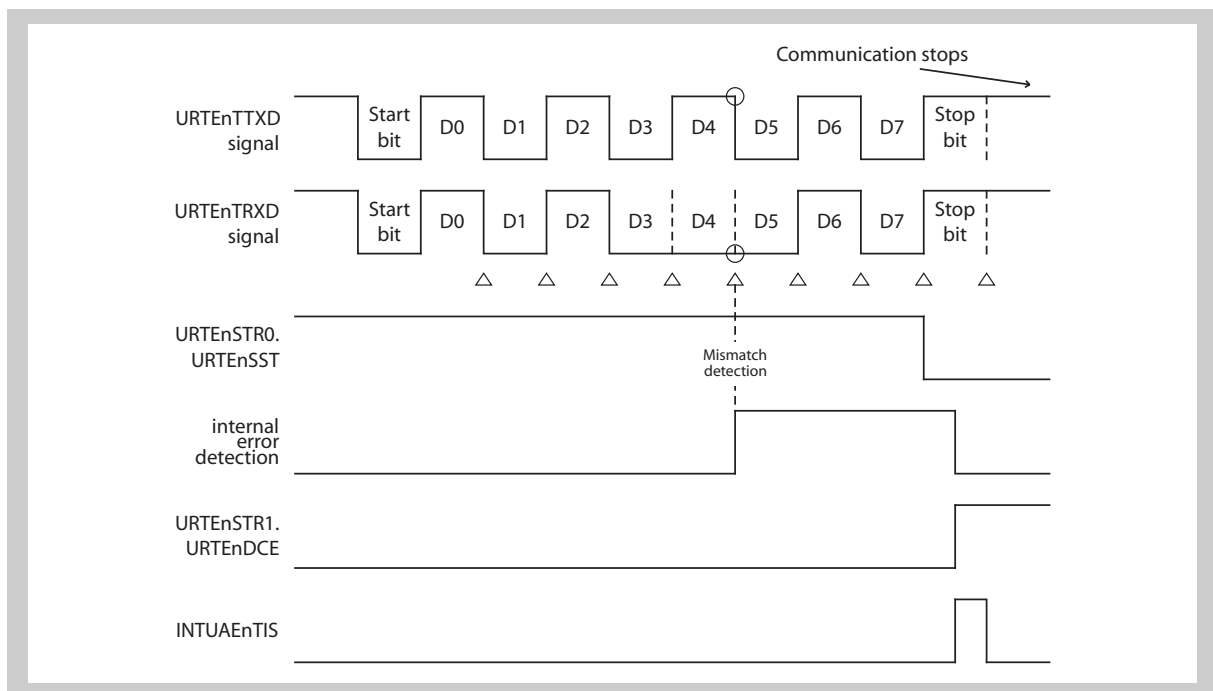 Communication stops
URTEnTTXD
signal
Start
bit
D0
D1
D2
D3
D4
D5
D6
D7
Stop
bit
URTEnTRXD
signal
Start
bit
D0
D1
D2
D3
D4
D5
D6
D7
Stop
bit
URTEnSTR0.
URTEnSST
Mismatch
detection
internal
error
detection
URTEnSTR1.
URTEnDCE
INTUAEnTIS